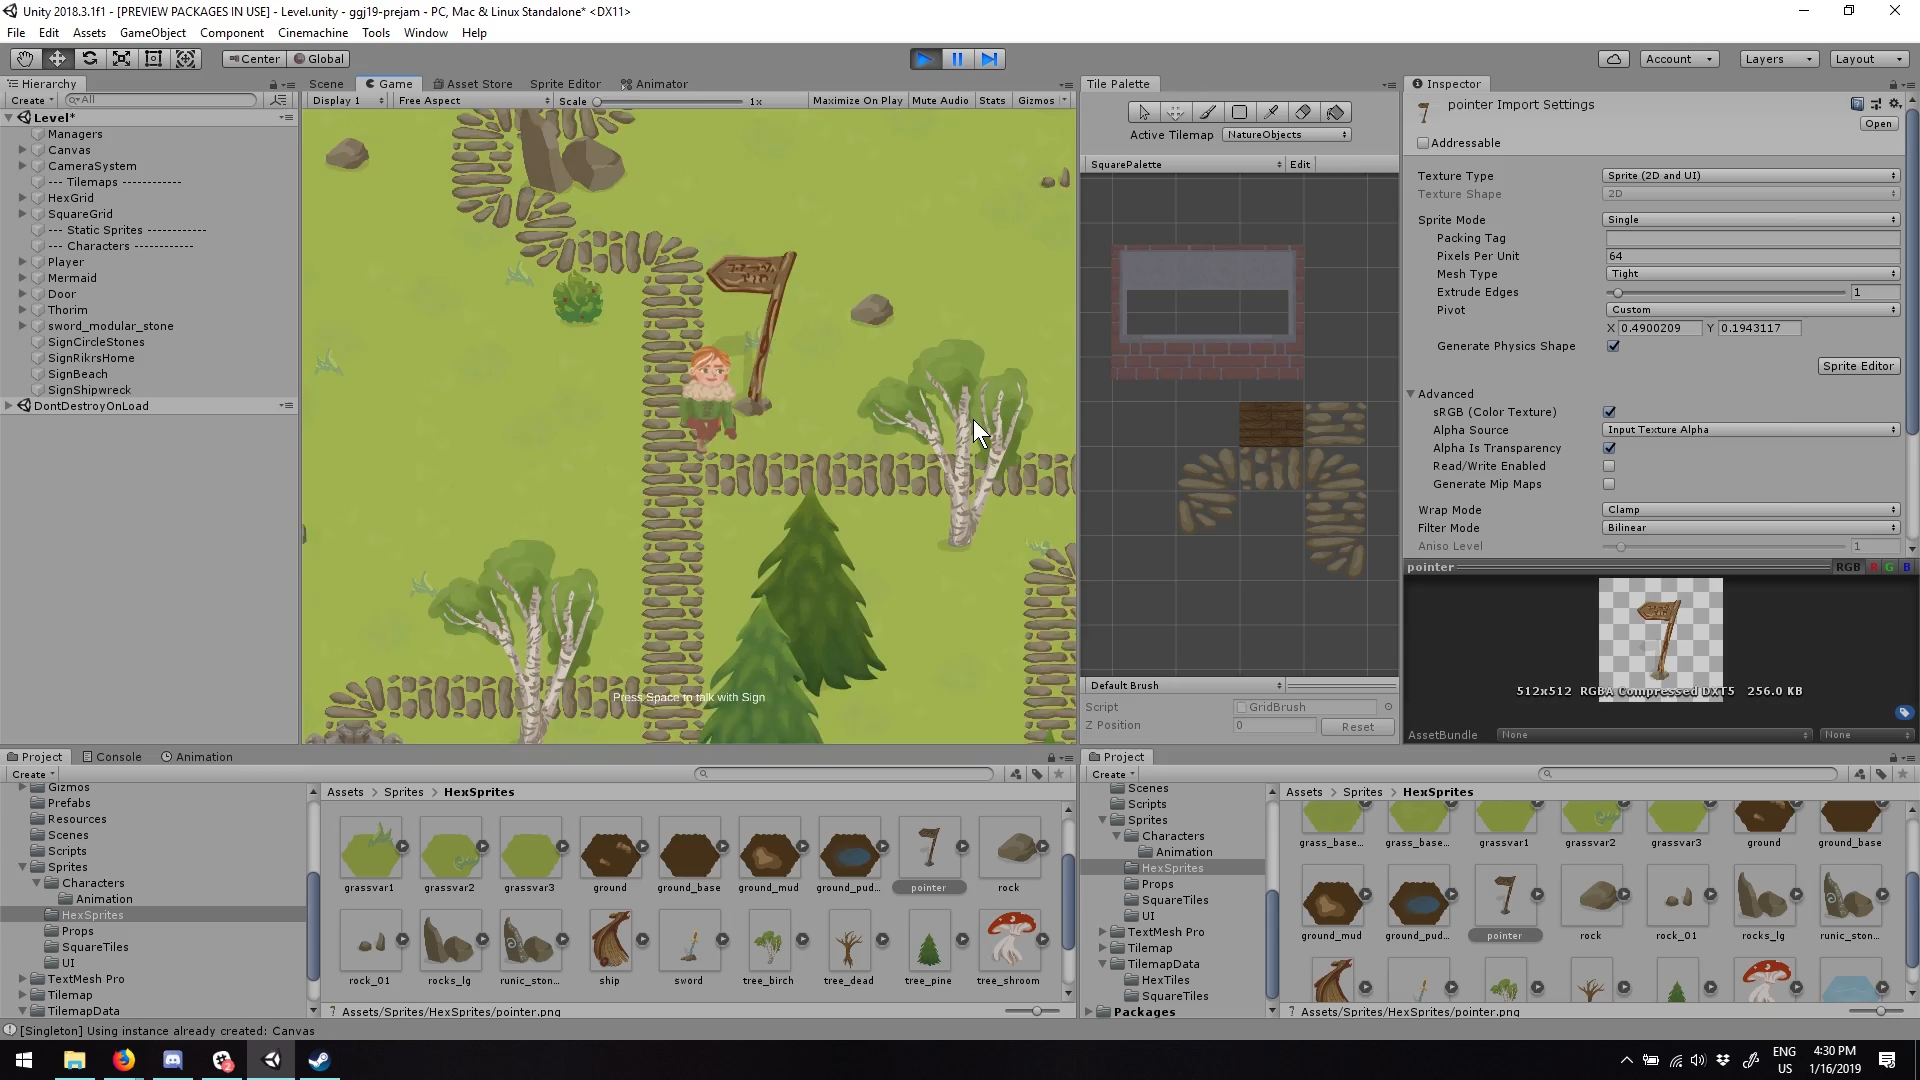 Unity 2018.3.1f1 - [PREVIEW PACKAGES IN USE] - Level.unity - ggj19-prejam - PC, Mac & Linux Standalone* <DX11>
File Edit Assets GameObject Component Cinemachine Tools Window Help
Center Global Account Layers Layout
Hierarchy Scene Game Asset Store Sprite Editor Animator Tile Palette Inspector
Create All Display 1 Free Aspect Scale 1x Maximize On Play Mute Audio Stats Gizmos
Level*
Managers
Canvas
CameraSystem
--- Tilemaps ------------
HexGrid
SquareGrid
--- Static Sprites ------------
--- Characters ------------
Player
Mermaid
Door
Thorim
sword_modular_stone
SignCircleStones
SignRikrsHome
SignBeach
SignShipwreck
DontDestroyOnLoad
Press Space to talk with Sign
Active Tilemap NatureObjects
SquarePalette Edit
Default Brush
Script GridBrush
Z Position 0 Reset
pointer Import Settings
Open
Addressable
Texture Type Sprite (2D and UI)
Texture Shape 2D
Sprite Mode Single
Packing Tag
Pixels Per Unit 64
Mesh Type Tight
Extrude Edges 1
Pivot Custom
X 0.4900209 Y 0.1943117
Generate Physics Shape
Sprite Editor
Advanced
sRGB (Color Texture)
Alpha Source Input Texture Alpha
Alpha Is Transparency
Read/Write Enabled
Generate Mip Maps
Wrap Mode Clamp
Filter Mode Bilinear
Aniso Level 1
pointer RGB R G B
512x512 RGBA Compressed DXT5 256.0 KB
AssetBundle None None
Project Console Animation
Create
Gizmos
Prefabs
Resources
Scenes
Scripts
Sprites
Characters
Animation
HexSprites
Props
SquareTiles
UI
TextMesh Pro
Tilemap
TilemapData
Assets > Sprites > HexSprites
grassvar1 grassvar2 grassvar3 ground ground_base ground_mud ground_pud... pointer rock
rock_01 rocks_lg runic_ston... ship sword tree_birch tree_dead tree_pine tree_shroom
Assets/Sprites/HexSprites/pointer.png
Project
Create
Scenes
Scripts
Sprites
Characters
Animation
HexSprites
Props
SquareTiles
UI
TextMesh Pro
Tilemap
TilemapData
HexTiles
SquareTiles
Packages
Assets > Sprites > HexSprites
grass_base... grass_base... grassvar1 grassvar2 grassvar3 ground ground_base
ground_mud ground_pud... pointer rock rock_01 rocks_lg runic_ston...
Assets/Sprites/HexSprites/pointer.png
[Singleton] Using instance already created: Canvas
2
ENG
US
4:30 PM
1/16/2019